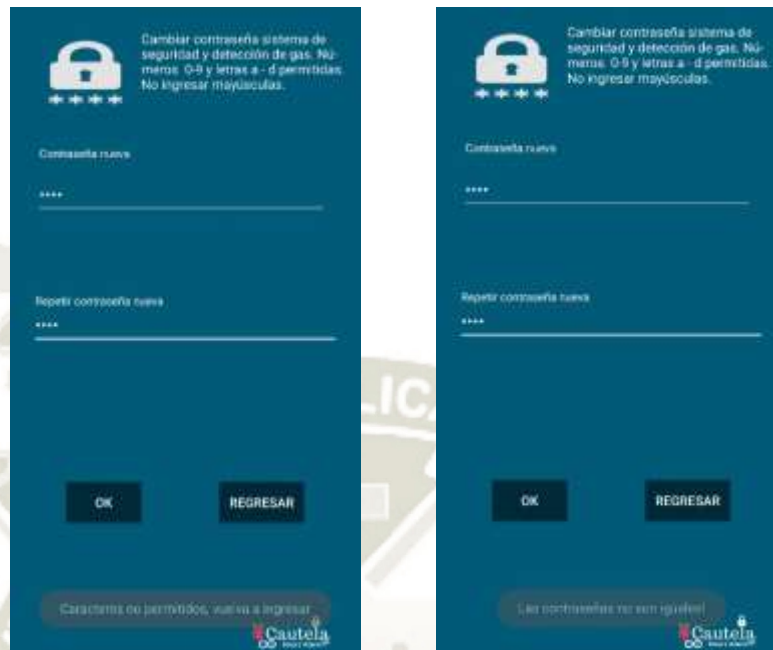 Cambiar contraseña sistema de
seguridad y detección de gas. Nú-
meros 0-9 y letras a - d permitidas.
No ingresar mayúsculas.
Contraseña nueva
••••
Repetir contraseña nueva
••••
OK REGRESAR
Caracteres no permitidos, vuelva a ingresar
Cautela
Cambiar contraseña sistema de
seguridad y detección de gas. Nú-
meros 0-9 y letras a - d permitidas.
No ingresar mayúsculas.
Contraseña nueva
••••
Repetir contraseña nueva
••••
OK REGRESAR
Las contraseñas no son iguales!
Cautela
LICA